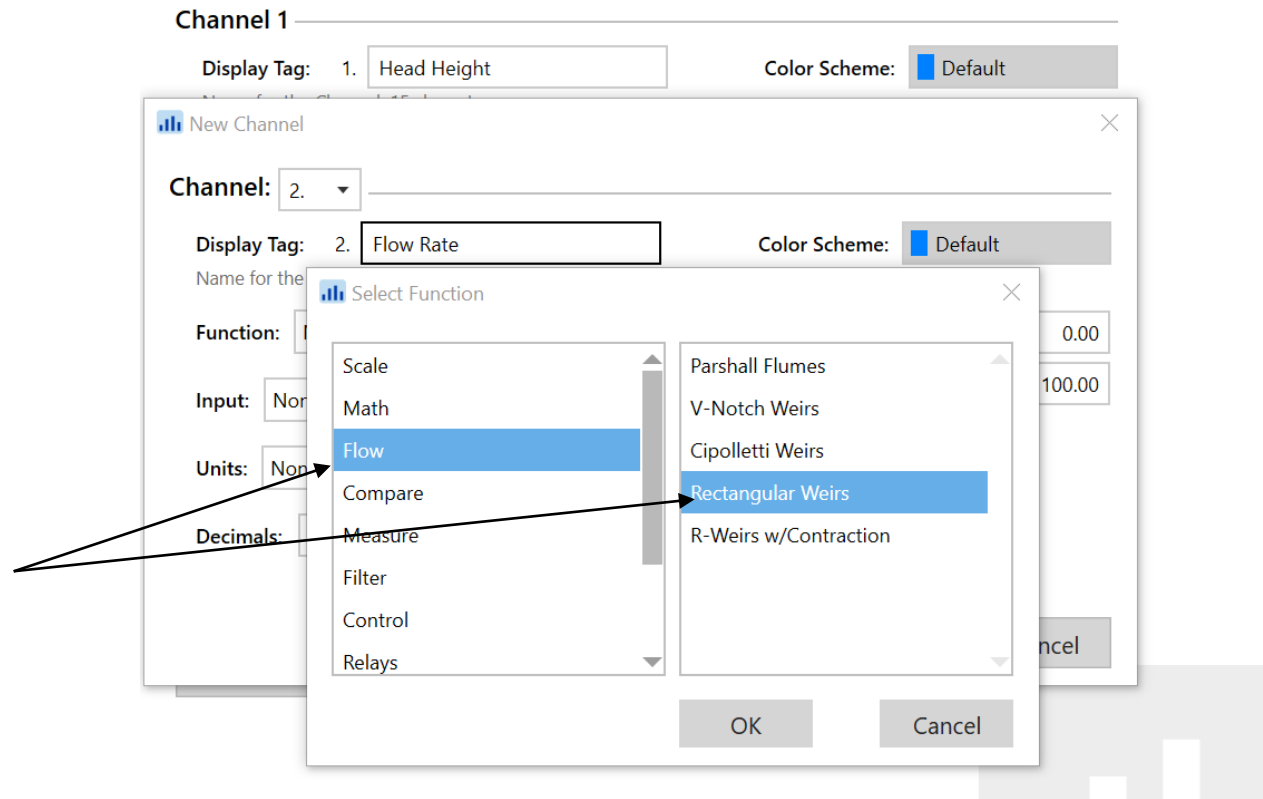 Channel 1
Display Tag: 1. Head Height Color Scheme: Default
New Channel
Channel: 2.
Display Tag: 2. Flow Rate Color Scheme: Default
Name for the
Select Function
Function: 0.00
Input: 100.00
Units:
Decimals:
Scale
Math
Flow
Compare
Measure
Filter
Control
Relays
Parshall Flumes
V-Notch Weirs
Cipolletti Weirs
Rectangular Weirs
R-Weirs w/Contraction
OK Cancel